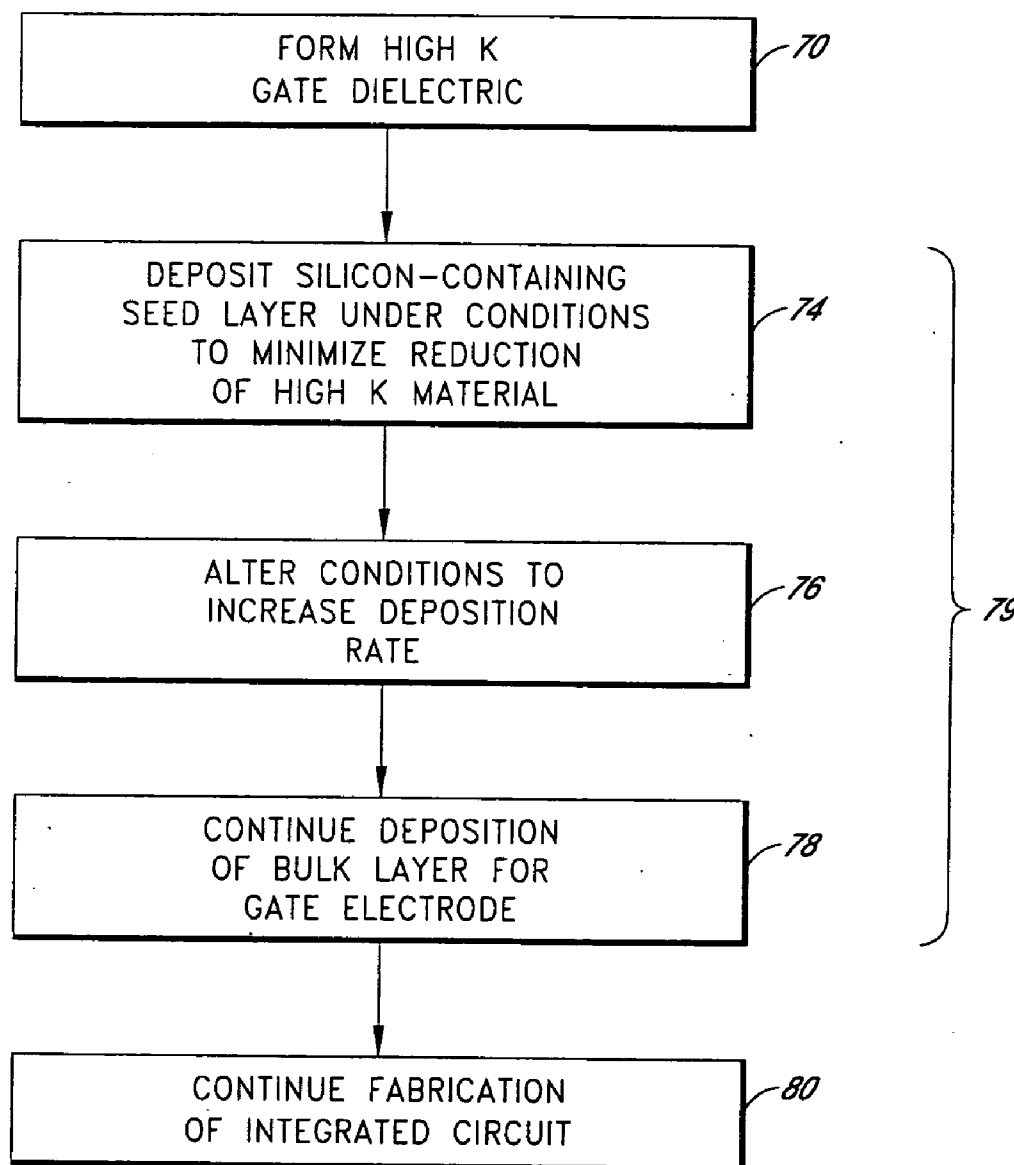 FORM HIGH K
GATE DIELECTRIC
70
DEPOSIT SILICON-CONTAINING
SEED LAYER UNDER CONDITIONS
TO MINIMIZE REDUCTION
OF HIGH K MATERIAL
74
ALTER CONDITIONS TO
INCREASE DEPOSITION
RATE
76
79
CONTINUE DEPOSITION
OF BULK LAYER FOR
GATE ELECTRODE
78
CONTINUE FABRICATION
OF INTEGRATED CIRCUIT
80